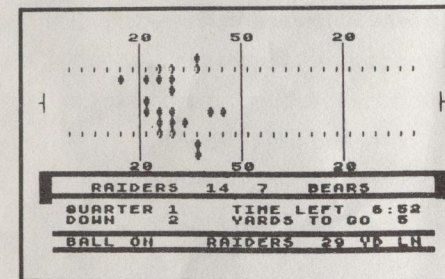 20 50 20
20 50 20
RAIDERS 14 7 BEARS
QUARTER 1 TIME LEFT 6:52
DOWN 2 YARDS TO GO 5
BALL ON RAIDERS 29 YD LN